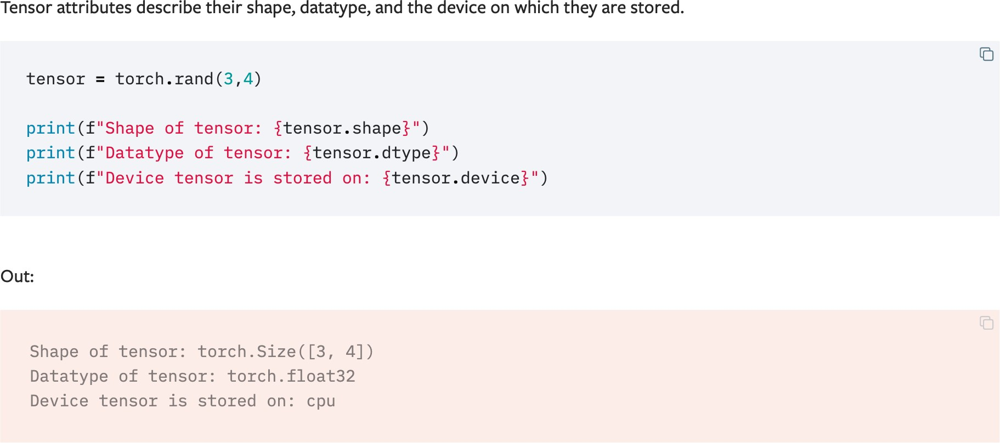 Tensor attributes describe their shape, datatype, and the device on which they are stored.
tensor = torch.rand(3,4)
print(f"Shape of tensor: {tensor.shape}")
print(f"Datatype of tensor: {tensor.dtype}")
print(f"Device tensor is stored on: {tensor.device}")
Out:
Shape of tensor: torch.Size([3, 4])
Datatype of tensor: torch.float32
Device tensor is stored on: cpu